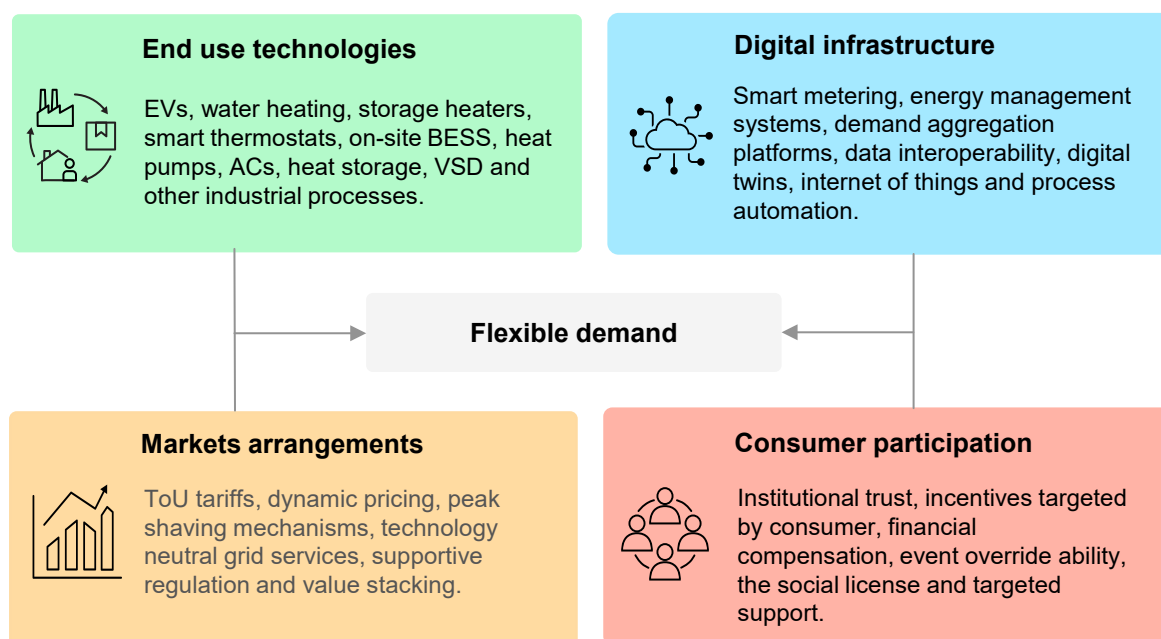 End use technologies
EVs, water heating, storage heaters,
smart thermostats, on-site BESS, heat
pumps, ACs, heat storage, VSD and
other industrial processes.
Digital infrastructure
Smart metering, energy management
systems, demand aggregation
platforms, data interoperability, digital
twins, internet of things and process
automation.
Flexible demand
Markets arrangements
ToU tariffs, dynamic pricing, peak
shaving mechanisms, technology
neutral grid services, supportive
regulation and value stacking.
Consumer participation
Institutional trust, incentives targeted
by consumer, financial
compensation, event override ability,
the social license and targeted
support.